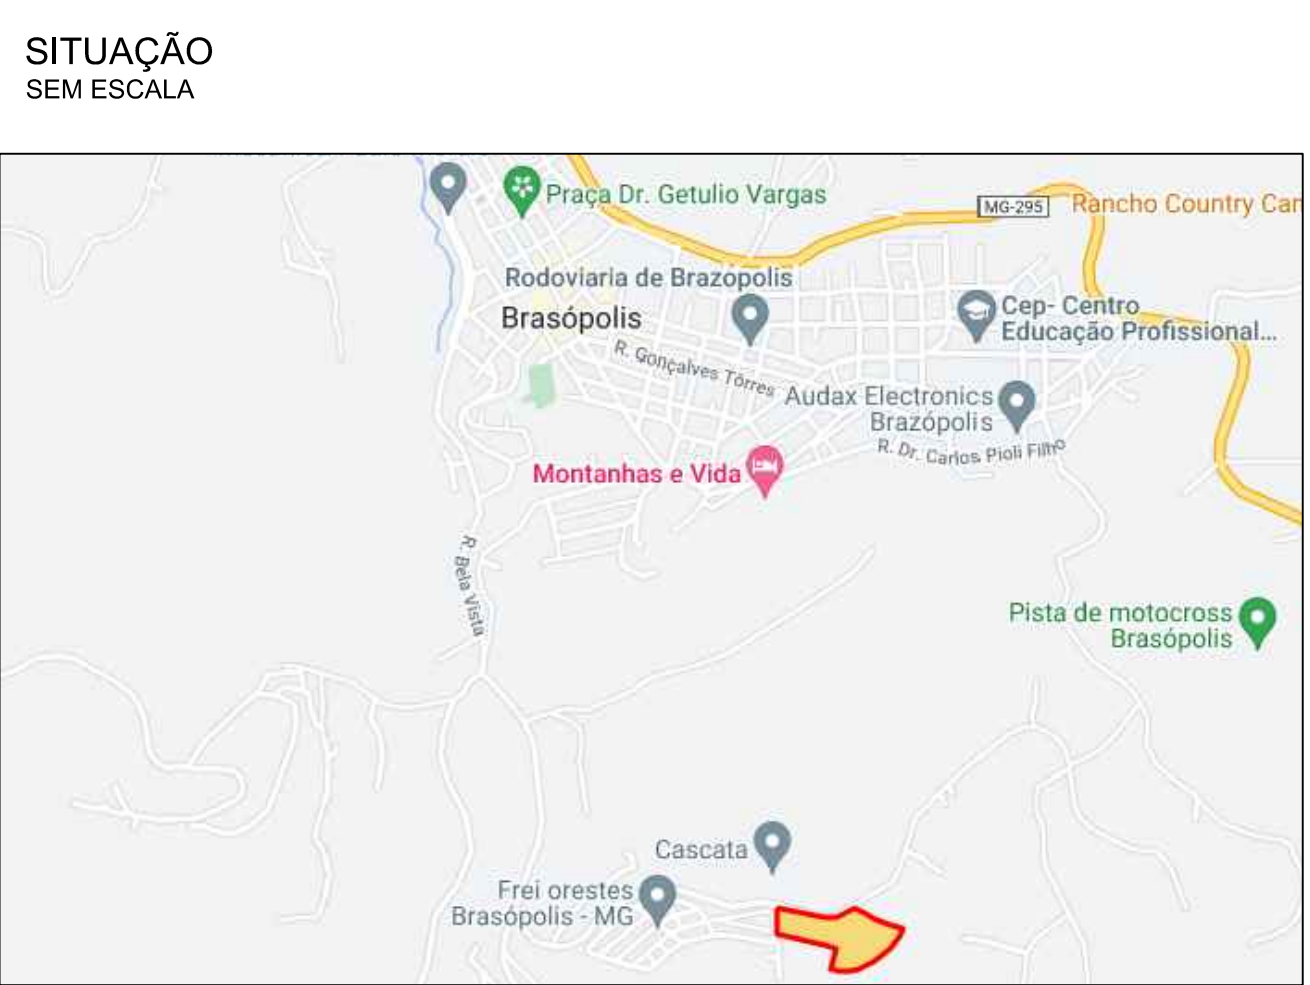 SITUAÇÃO
SEM ESCALA
Praça Dr. Getulio Vargas
MG-295
Rancho Country Car
Rodoviaria de Brazopolis
Brasópolis
Cep- Centro
Educação Profissional...
R. Gonçalves Tôrres
Audax Electronics
Brazópolis
R. Dr. Carlos Pioli Filho
Montanhas e Vida
R. Bela Vista
Pista de motocross
Brasópolis
Cascata
Frei orestes
Brasópolis - MG